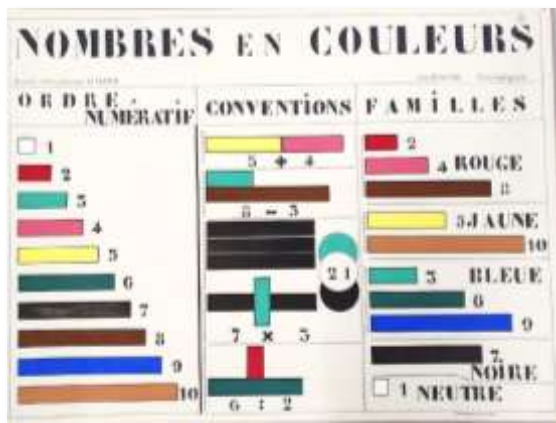 NOMBRES EN COULEURS
ORDRE
NUMÉRATIF
1
2
3
4
5
6
7
8
9
10
CONVENTIONS
5 + 4
8 - 3
21
7 × 3
6 : 2
FAMILLES
2
4 ROUGE
8
5 JAUNE
10
3 BLEUE
6
9
7
NOIRE
1 NEUTRE